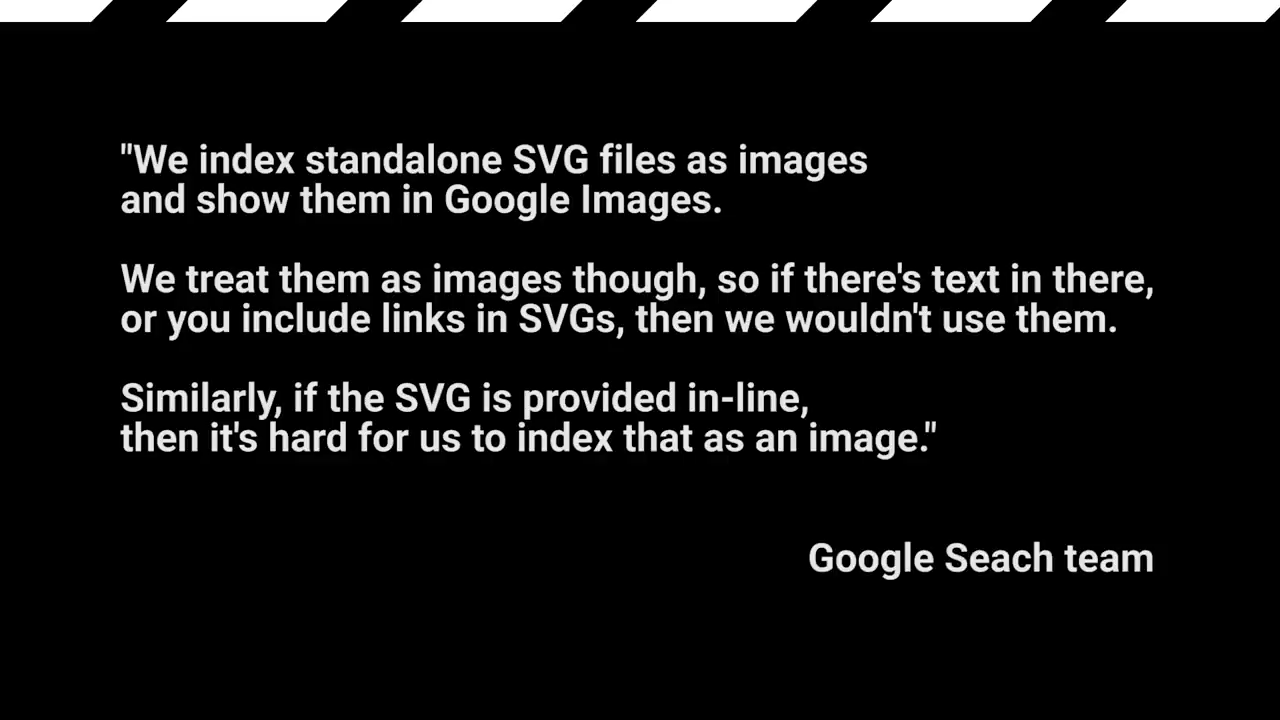 "We index standalone SVG files as images
and show them in Google Images.
We treat them as images though, so if there's text in there,
or you include links in SVGs, then we wouldn't use them.
Similarly, if the SVG is provided in-line,
then it's hard for us to index that as an image."
Google Seach team